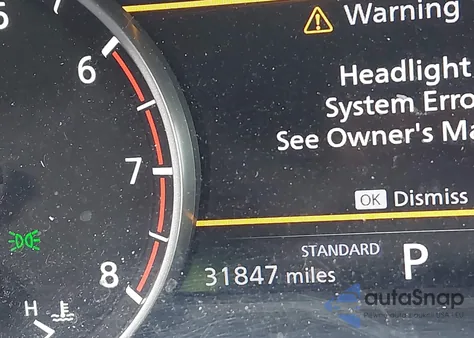 6
7
8
H
Warning
Headlight
System Erro
See Owner's Ma
OK Dismiss
STANDARD
31847 miles
P
autoSnap